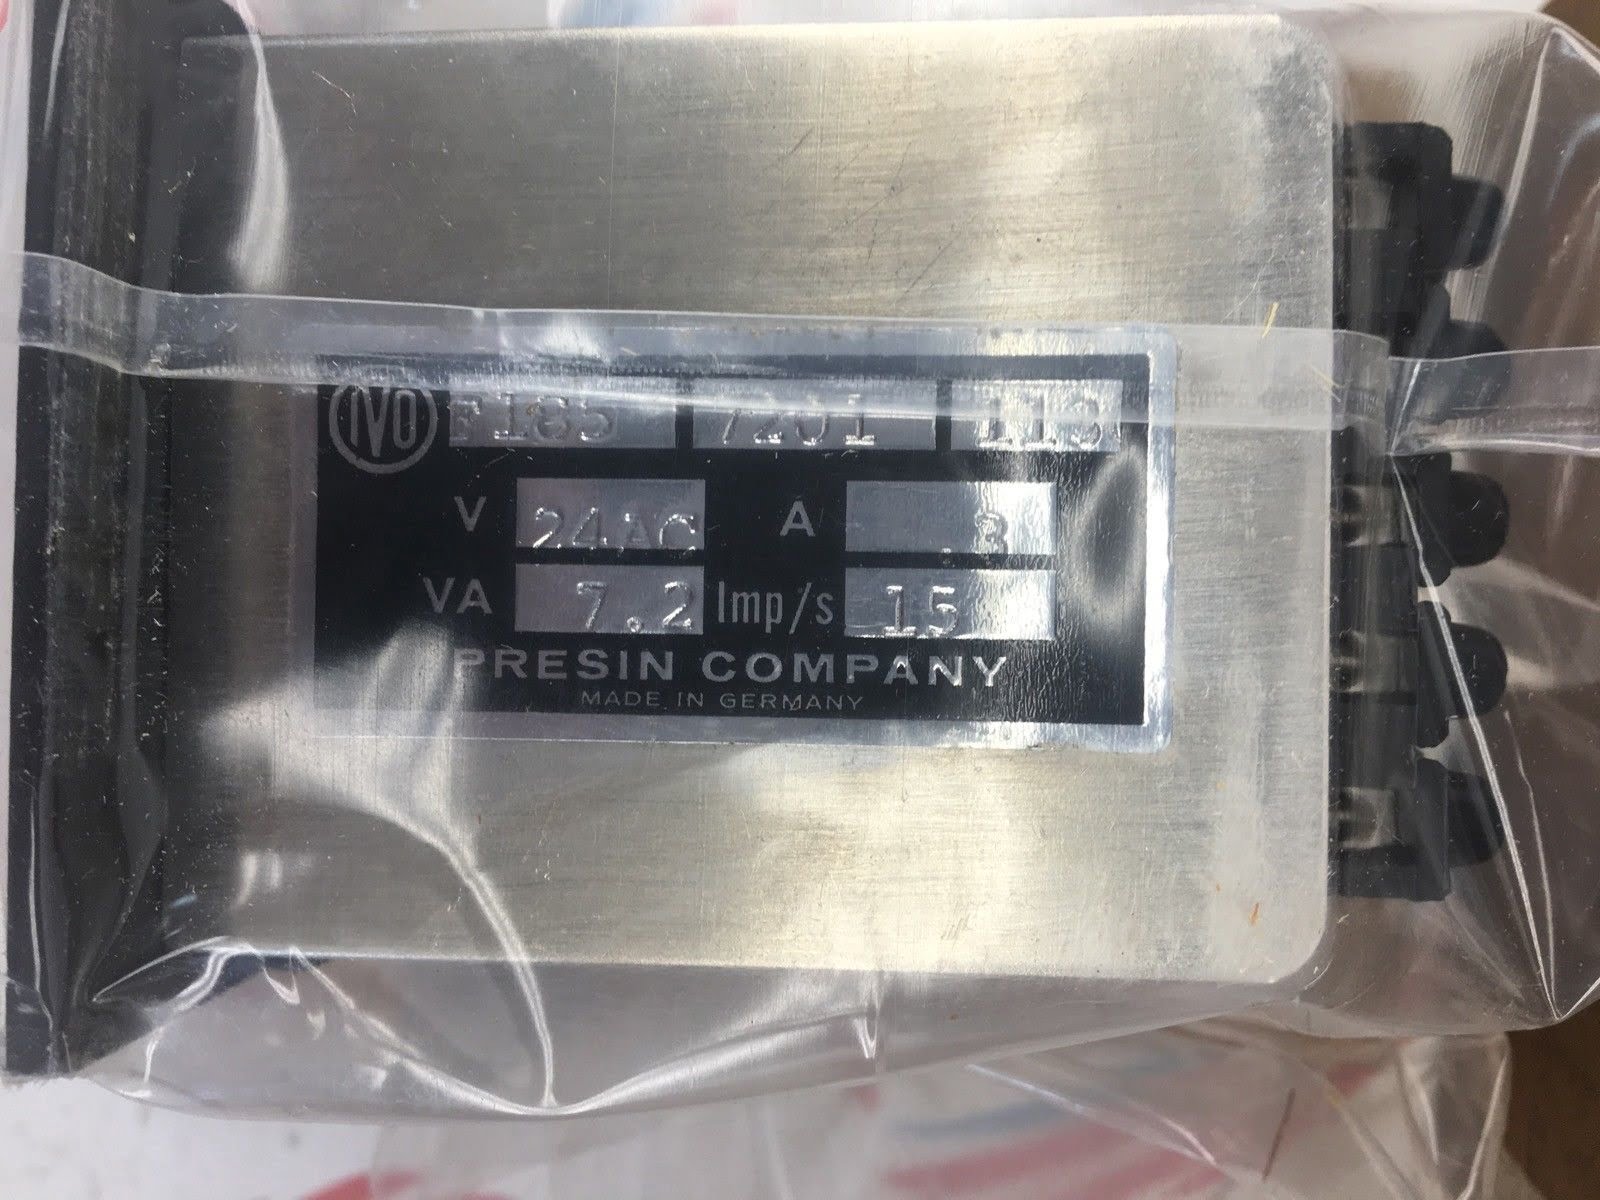 IVO F185 7201 113
V 24AC A .3
VA 7.2 Imp/s 15
PRESIN COMPANY
MADE IN GERMANY